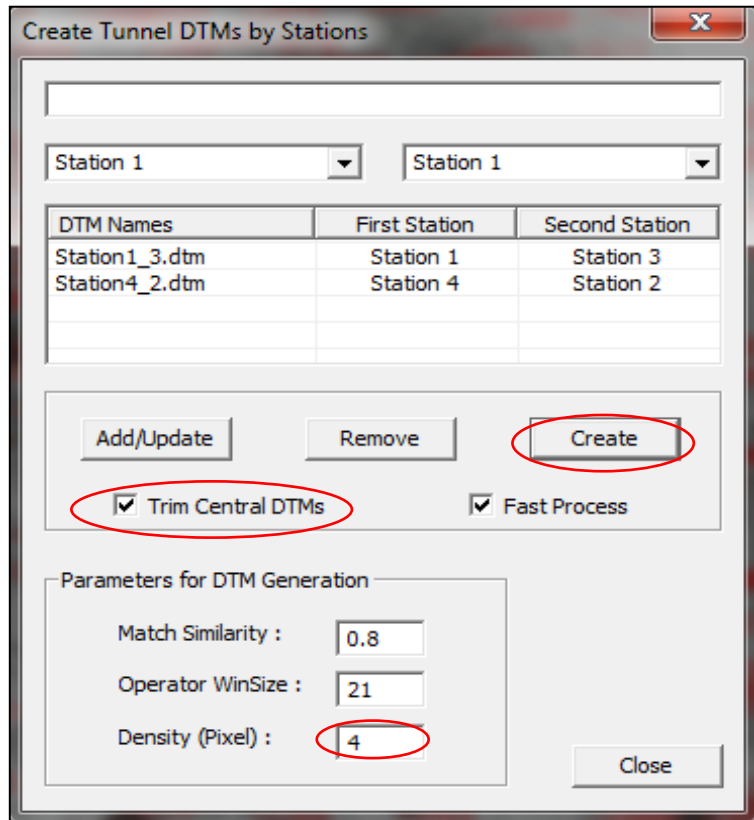 Create Tunnel DTMs by Stations
Station 1 Station 1
DTM Names First Station Second Station
Station1_3.dtm Station 1 Station 3
Station4_2.dtm Station 4 Station 2
Add/Update Remove Create
Trim Central DTMs Fast Process
Parameters for DTM Generation
Match Similarity : 0.8
Operator WinSize : 21
Density (Pixel) : 4
Close